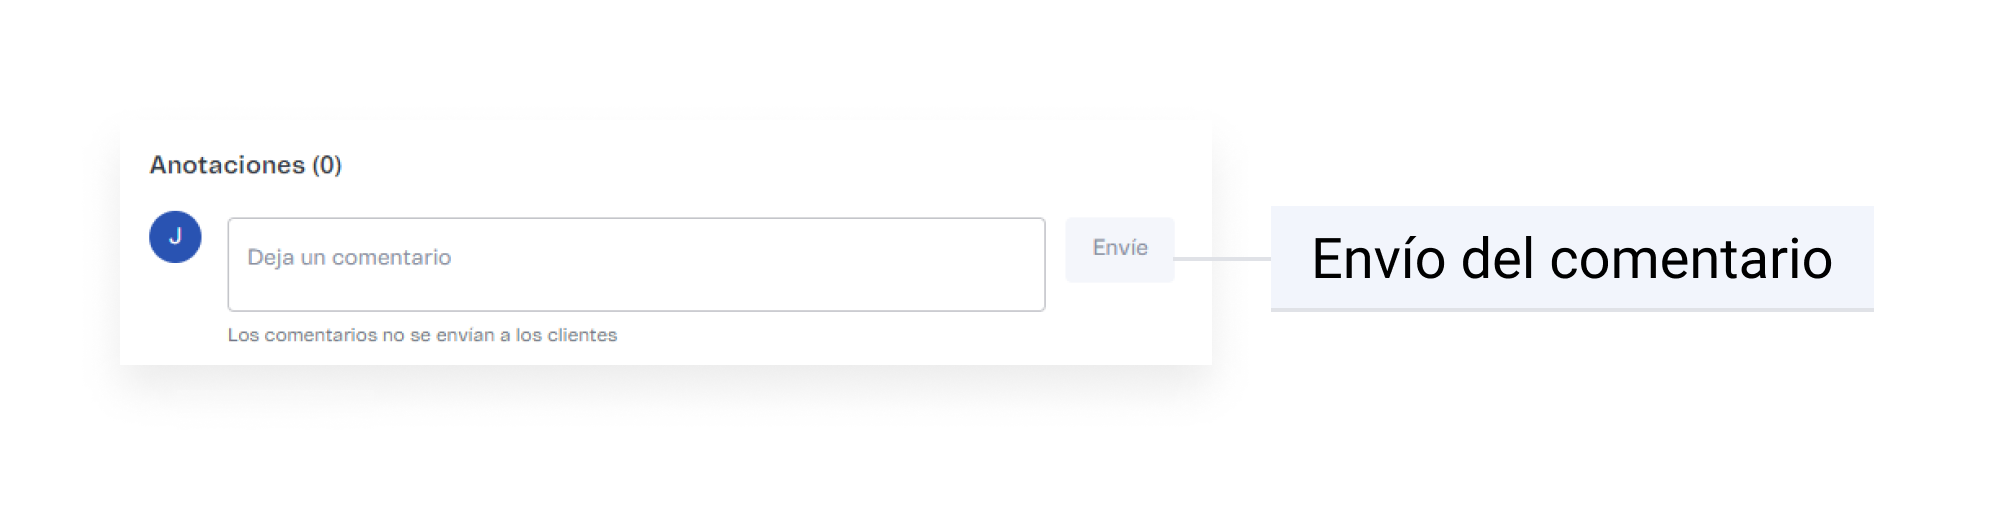 Anotaciones (0)
J
Deja un comentario
Envíe
Envío del comentario
Los comentarios no se envían a los clientes